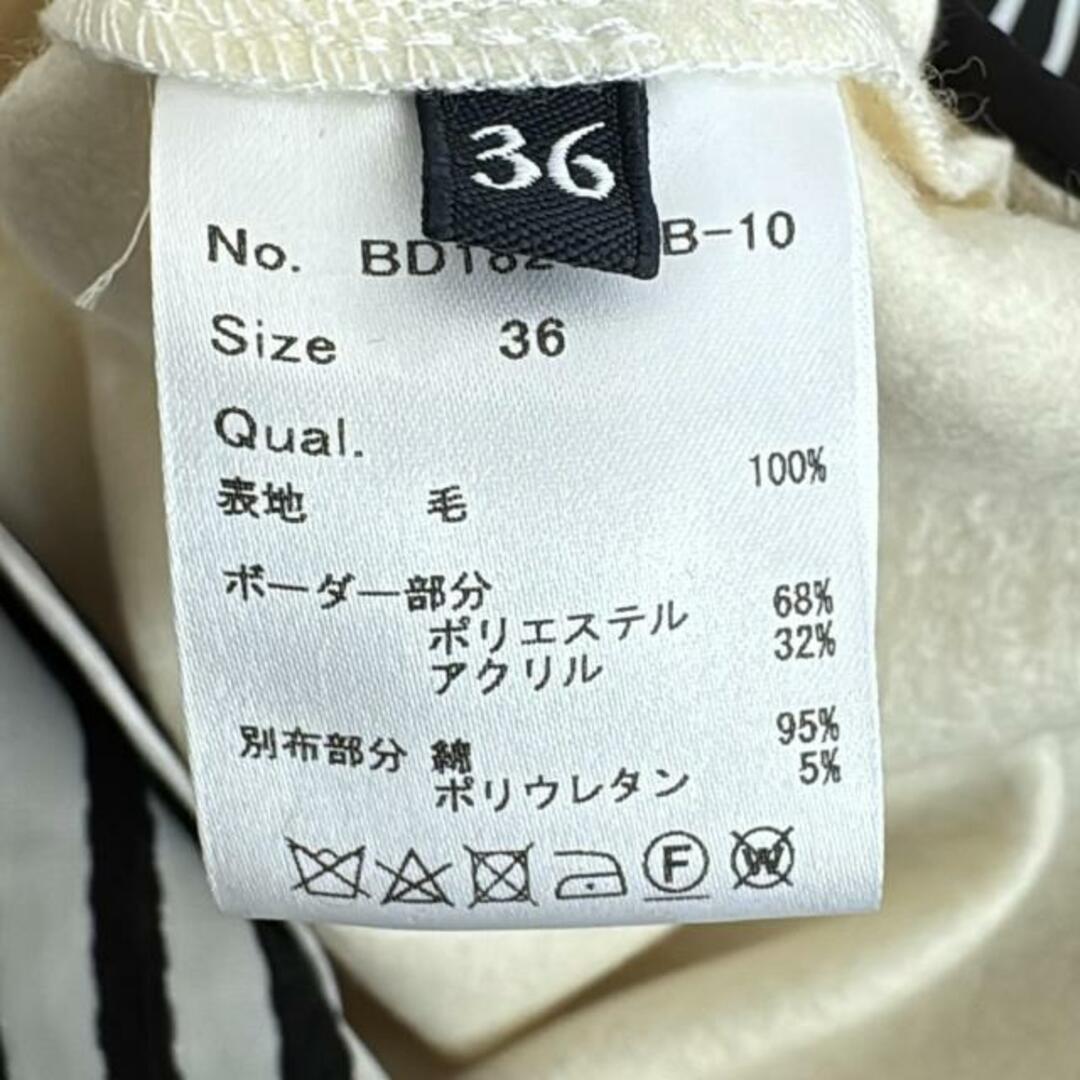 36
No. B-10
Size 36
Qual.
表地 毛 100%
ボーダー部分
ポリエステル 68%
アクリル 32%
別布部分 綿 95%
ポリウレタン 5%
F W